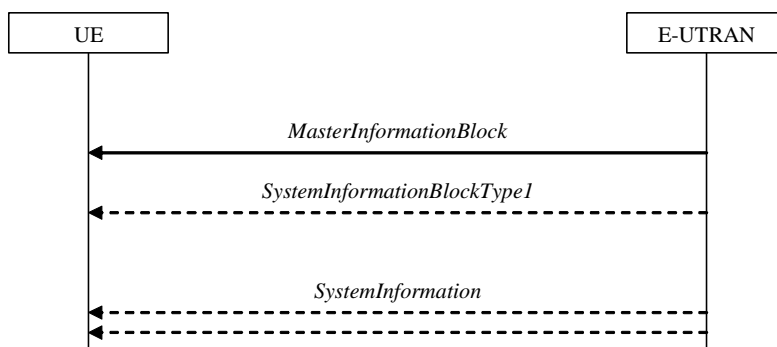 UE
E-UTRAN
MasterInformationBlock
SystemInformationBlockType1
SystemInformation